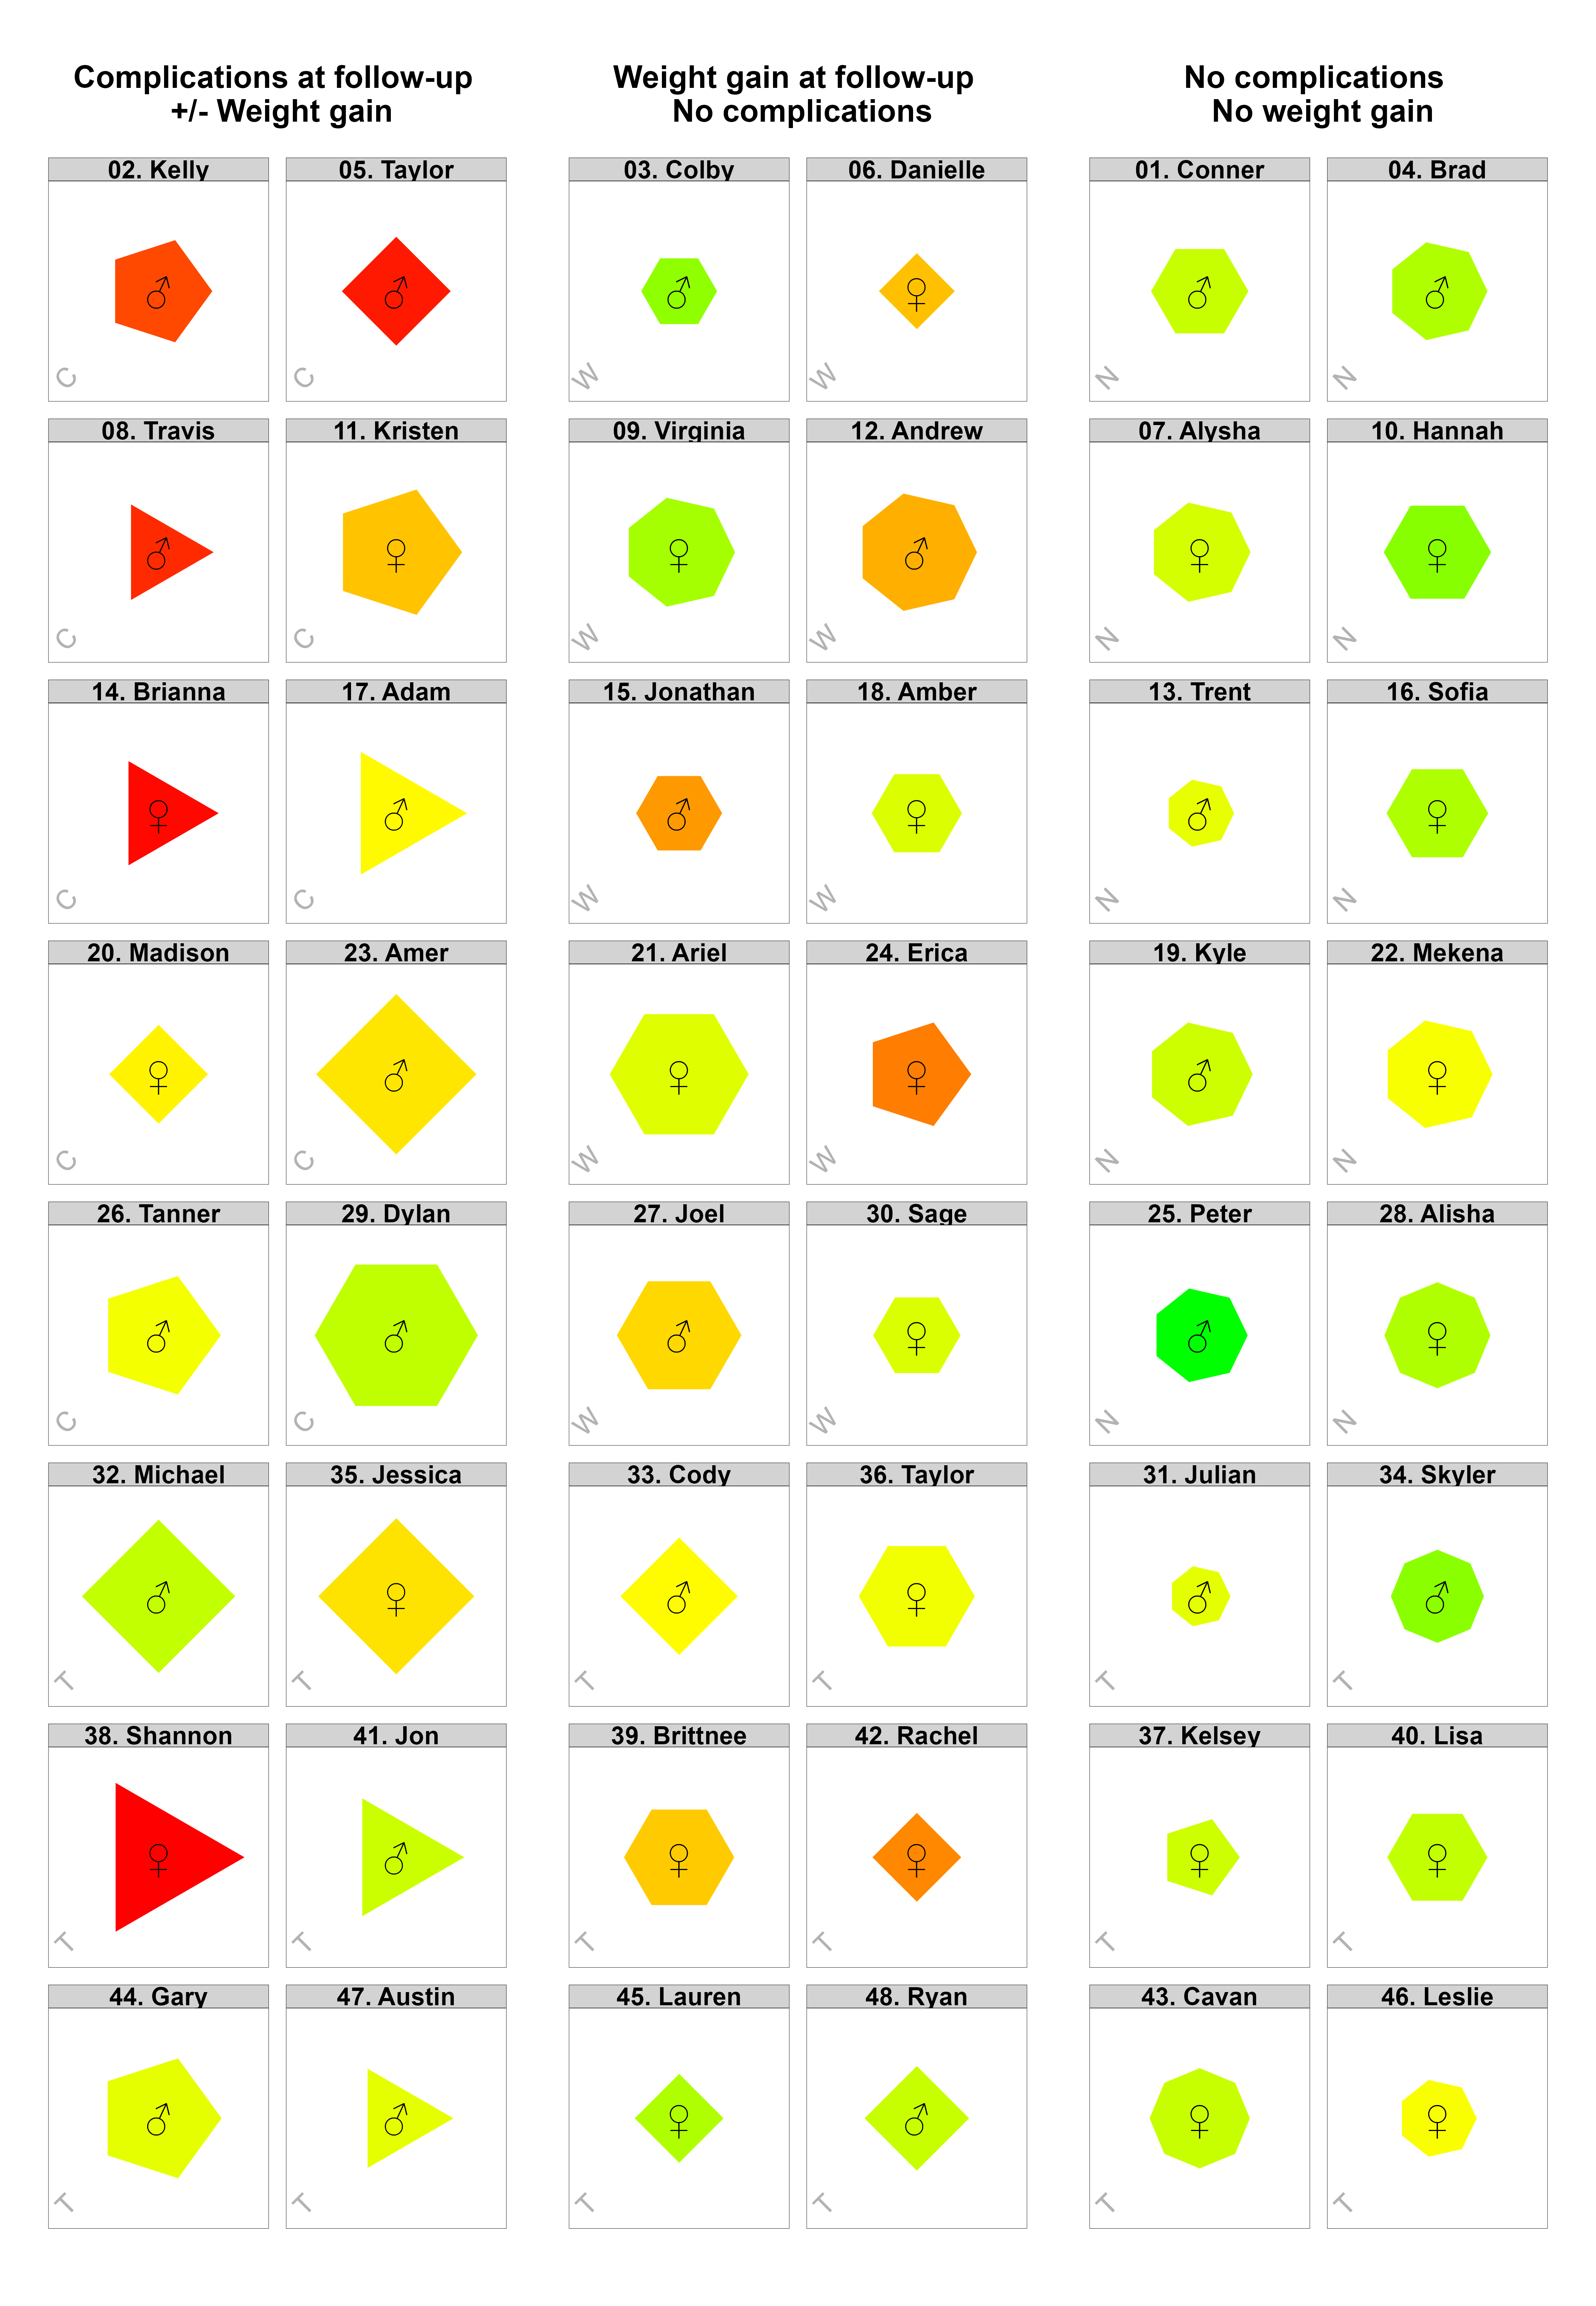 Complications at follow-up
+/- Weight gain
Weight gain at follow-up
No complications
No complications
No weight gain
02. Kelly
05. Taylor
03. Colby
06. Danielle
01. Conner
04. Brad
♂
♂
♂
♀
♂
♂
C
C
W
W
N
N
08. Travis
11. Kristen
09. Virginia
12. Andrew
07. Alysha
10. Hannah
♂
♀
♀
♂
♀
♀
C
C
W
W
N
N
14. Brianna
17. Adam
15. Jonathan
18. Amber
13. Trent
16. Sofia
♀
♂
♂
♀
♂
♀
C
C
W
W
N
N
20. Madison
23. Amer
21. Ariel
24. Erica
19. Kyle
22. Mekena
♀
♂
♀
♀
♂
♀
C
C
W
W
N
N
26. Tanner
29. Dylan
27. Joel
30. Sage
25. Peter
28. Alisha
♂
♂
♂
♀
♂
♀
C
C
W
W
N
N
32. Michael
35. Jessica
33. Cody
36. Taylor
31. Julian
34. Skyler
♂
♀
♂
♀
♂
♂
T
T
T
T
T
T
38. Shannon
41. Jon
39. Brittnee
42. Rachel
37. Kelsey
40. Lisa
♀
♂
♀
♀
♀
♀
T
T
T
T
T
T
44. Gary
47. Austin
45. Lauren
48. Ryan
43. Cavan
46. Leslie
♂
♂
♀
♂
♀
♀
T
T
T
T
T
T